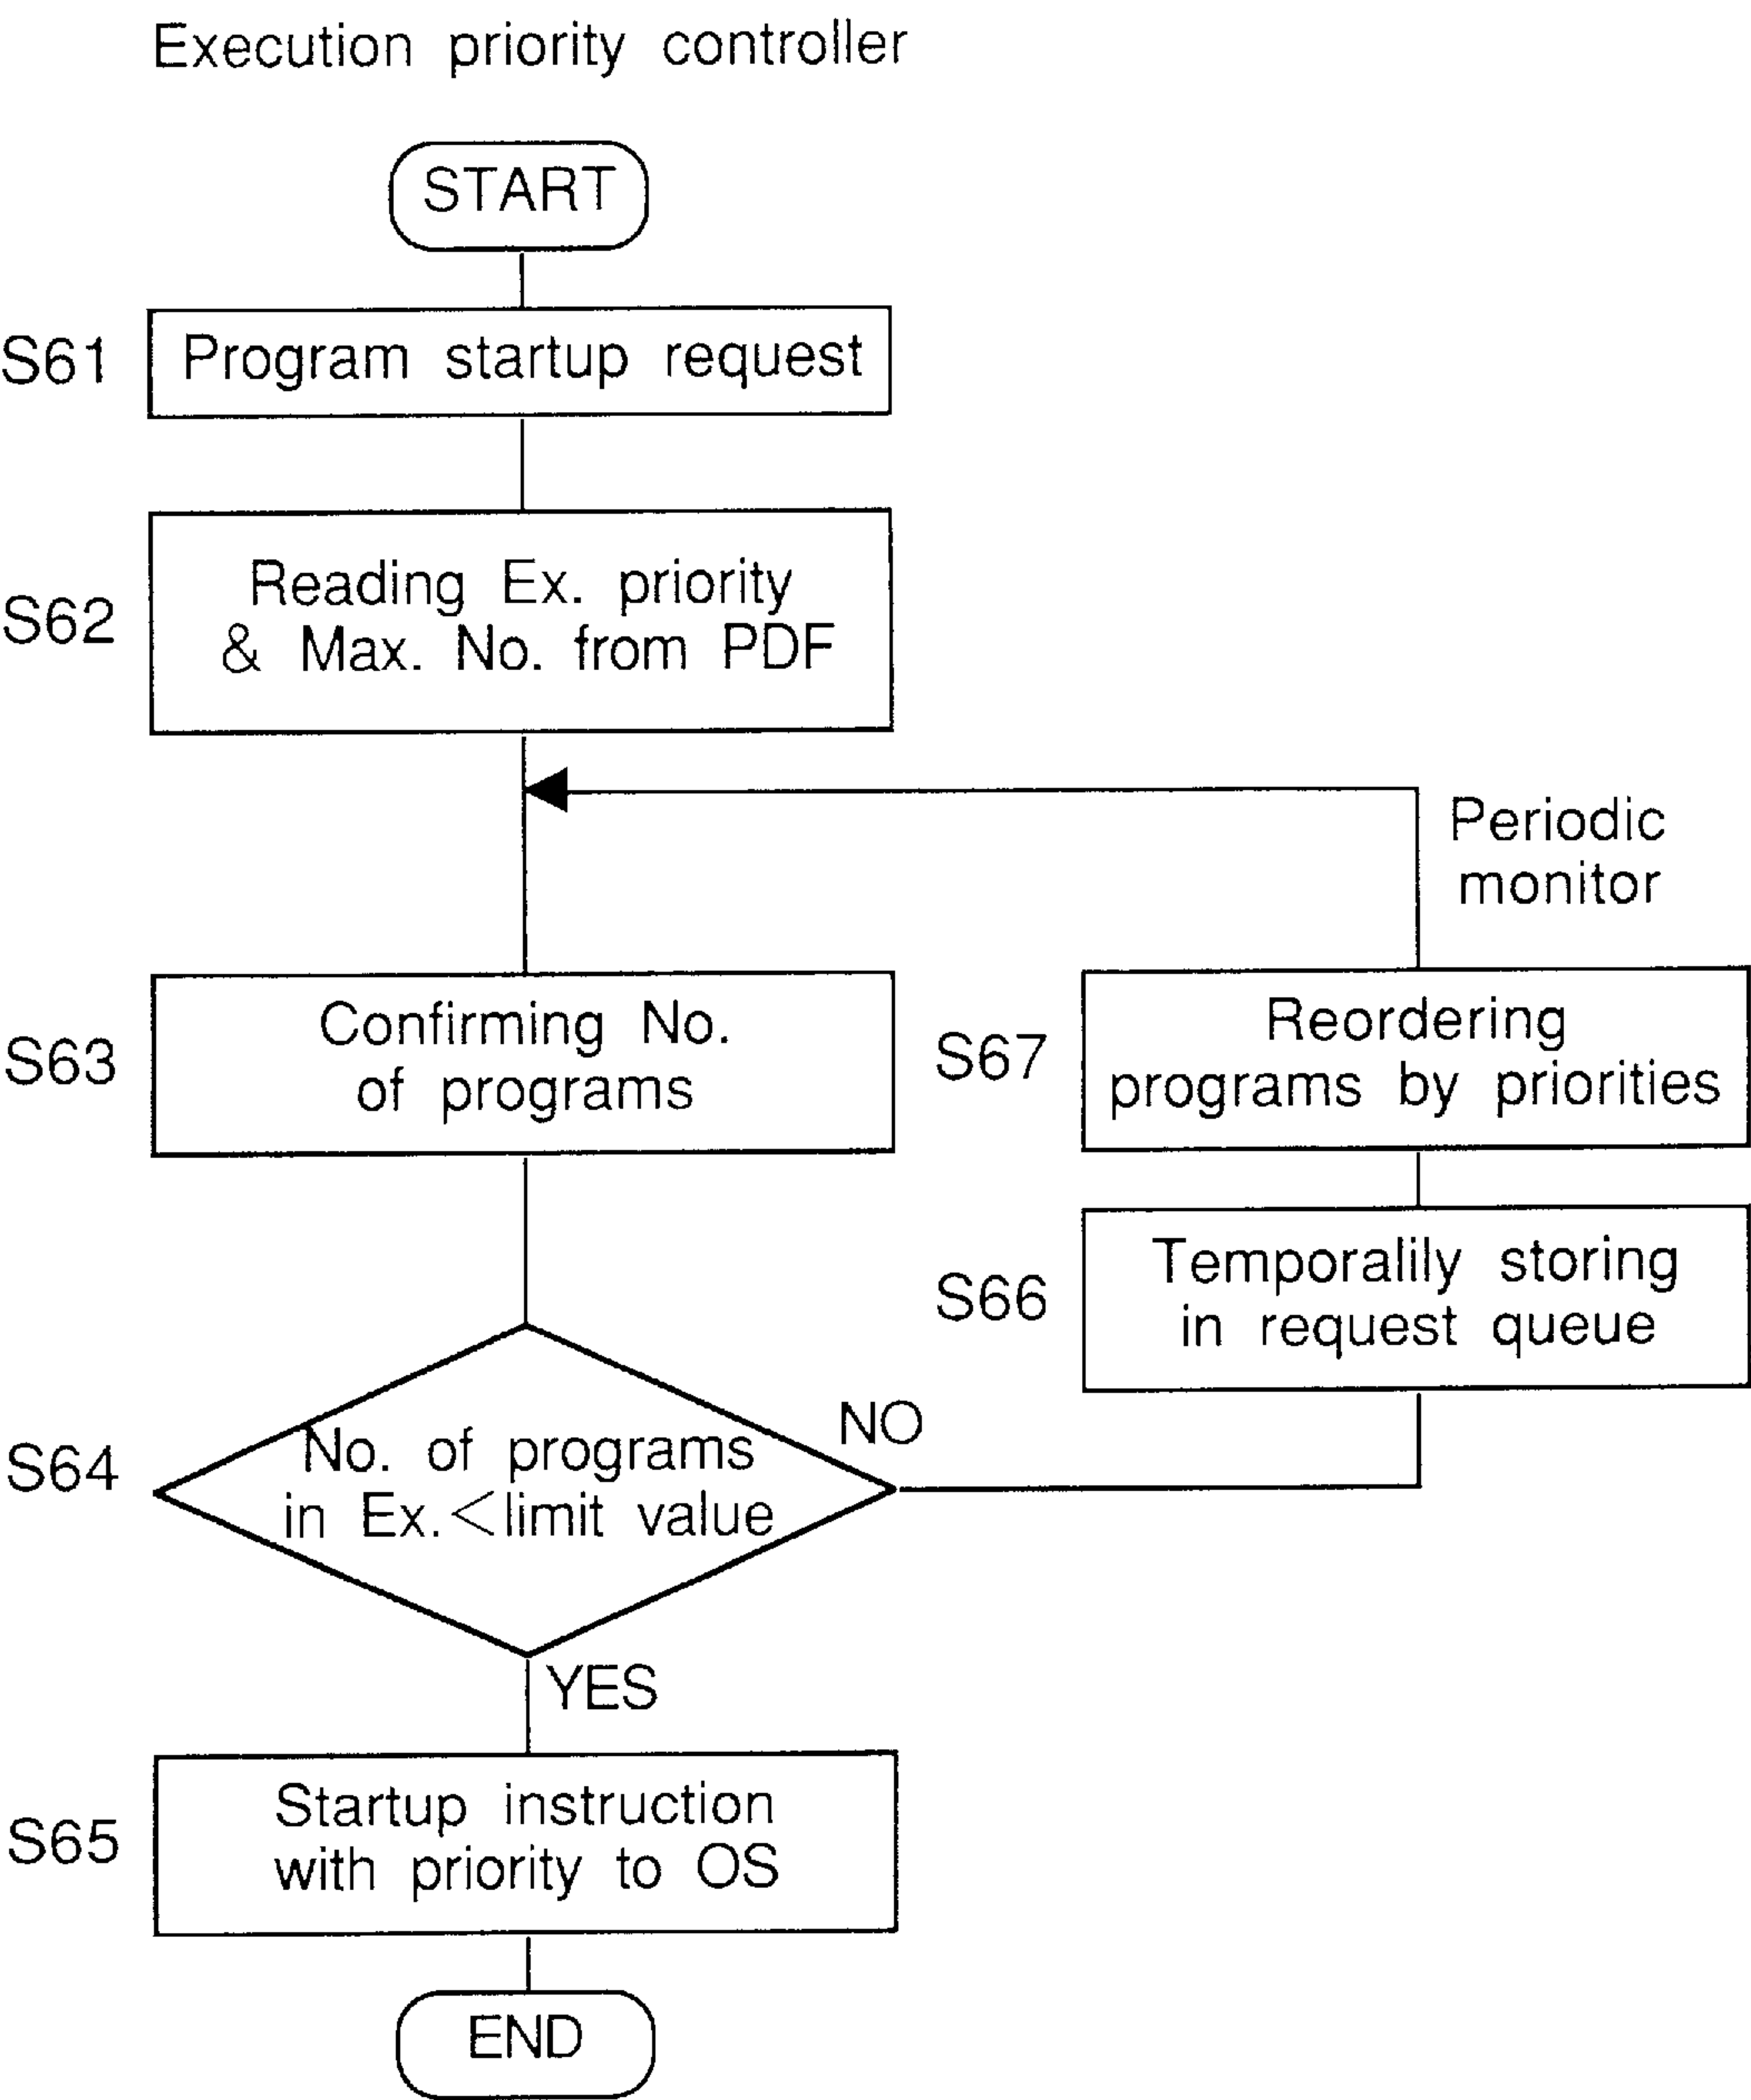 Execution priority controller
START
S61
Program startup request
S62
Reading Ex. priority
& Max. No. from PDF
Periodic
monitor
S63
Confirming No.
of programs
S67
Reordering
programs by priorities
S66
Temporalily storing
in request queue
S64
No. of programs
in Ex.<limit value
NO
YES
S65
Startup instruction
with priority to OS
END